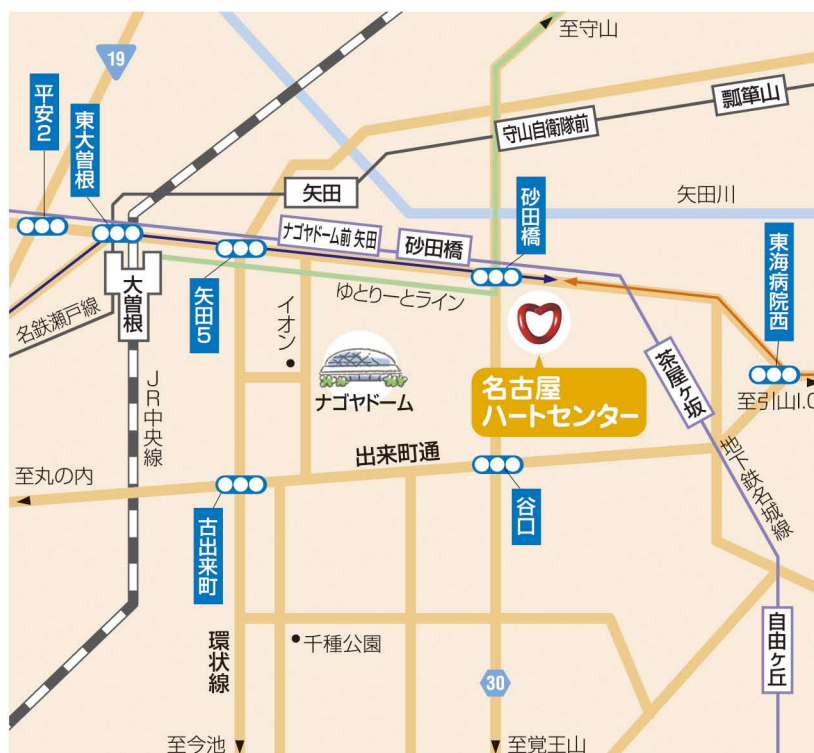 至守山
19
瓢箪山
平安2
東大曽根
守山自衛隊前
矢田
矢田川
砂田橋
ナゴヤドーム前 矢田
砂田橋
東海病院西
大曽根
矢田5
ゆとりーとライン
名鉄瀬戸線
イオン
茶屋ヶ坂
名古屋
ハートセンター
ナゴヤドーム
JR中央線
至引山I.C
出来町通
地下鉄名城線
至丸の内
谷口
古出来町
環状線
千種公園
自由ヶ丘
30
至今池
至覚王山